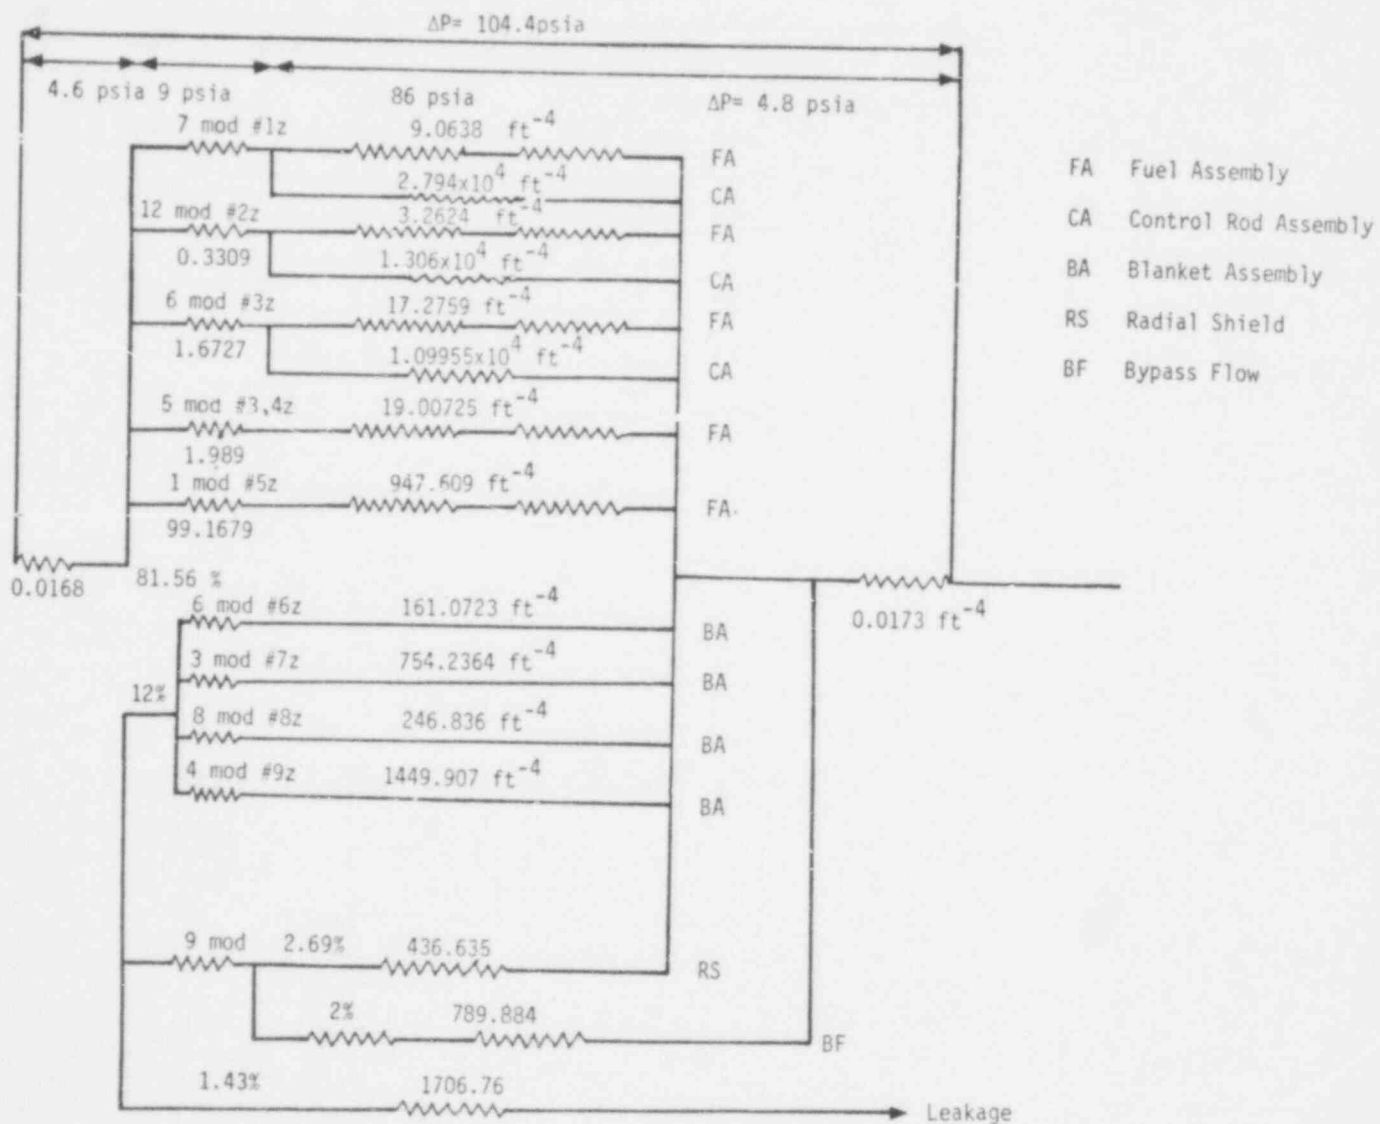 ΔP= 104.4psia
4.6 psia 9 psia 86 psia ΔP= 4.8 psia
7 mod #1z 9.0638 ft⁻⁴ FA
2.794x10⁴ ft⁻⁴ CA
12 mod #2z 3.2624 ft⁻⁴ FA
0.3309 1.306x10⁴ ft⁻⁴ CA
6 mod #3z 17.2759 ft⁻⁴ FA
1.6727 1.09955x10⁴ ft⁻⁴ CA
5 mod #3,4z 19.00725 ft⁻⁴ FA
1.989
1 mod #5z 947.609 ft⁻⁴ FA
99.1679
0.0168 81.56 % 0.0173 ft⁻⁴
6 mod #6z 161.0723 ft⁻⁴ BA
3 mod #7z 754.2364 ft⁻⁴ BA
12%
8 mod #8z 246.836 ft⁻⁴ BA
4 mod #9z 1449.907 ft⁻⁴ BA
9 mod 2.69% 436.635 RS
2% 789.884 BF
1.43% 1706.76 Leakage
FA Fuel Assembly
CA Control Rod Assembly
BA Blanket Assembly
RS Radial Shield
BF Bypass Flow